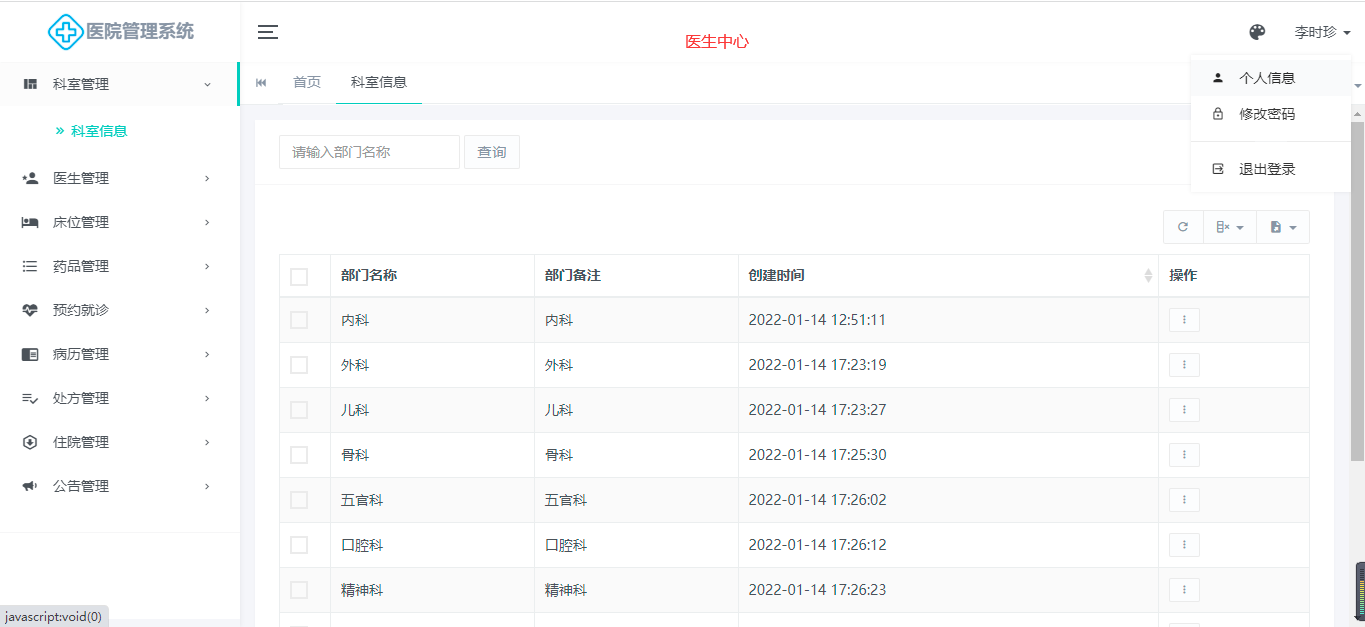 医院管理系统
医生中心
李时珍
科室管理
科室信息
医生管理
床位管理
药品管理
预约就诊
病历管理
处方管理
住院管理
公告管理
首页
科室信息
个人信息
修改密码
退出登录
请输入部门名称
查询
部门名称 部门备注 创建时间 操作
内科 内科 2022-01-14 12:51:11
外科 外科 2022-01-14 17:23:19
儿科 儿科 2022-01-14 17:23:27
骨科 骨科 2022-01-14 17:25:30
五官科 五官科 2022-01-14 17:26:02
口腔科 口腔科 2022-01-14 17:26:12
精神科 精神科 2022-01-14 17:26:23
javascript:void(0)